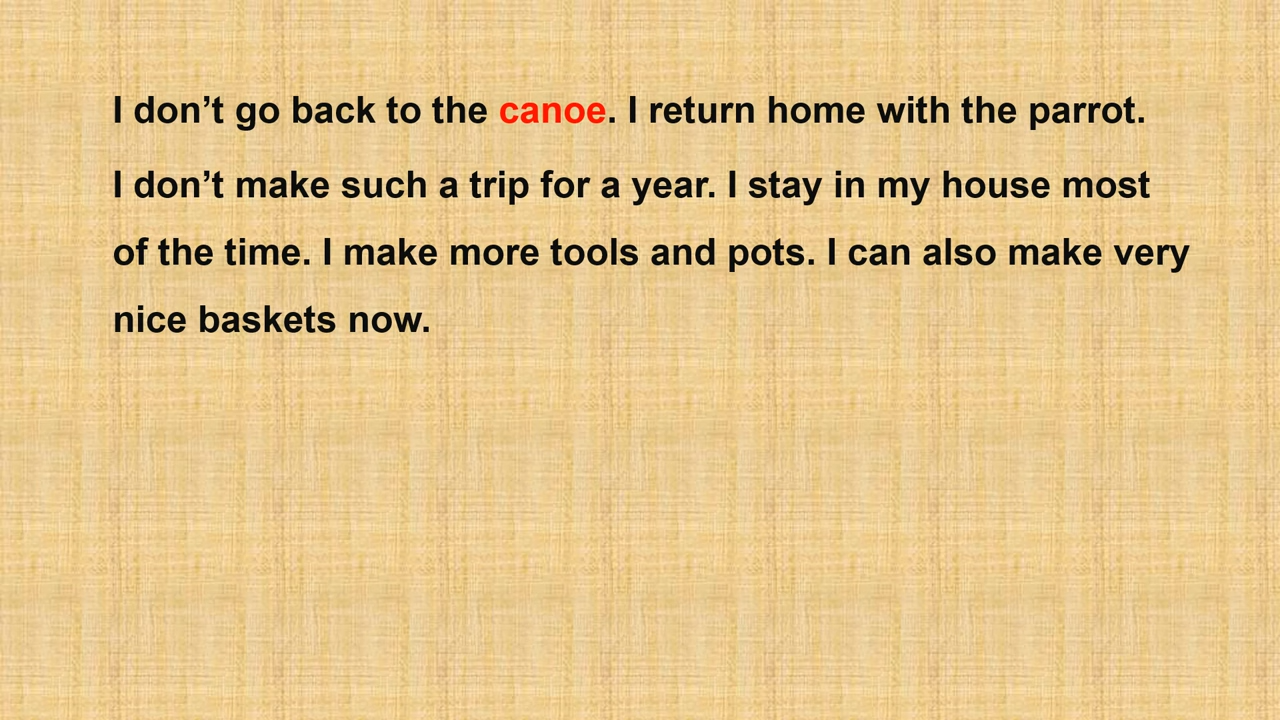 I don’t go back to the canoe. I return home with the parrot.
I don’t make such a trip for a year. I stay in my house most
of the time. I make more tools and pots. I can also make very
nice baskets now.